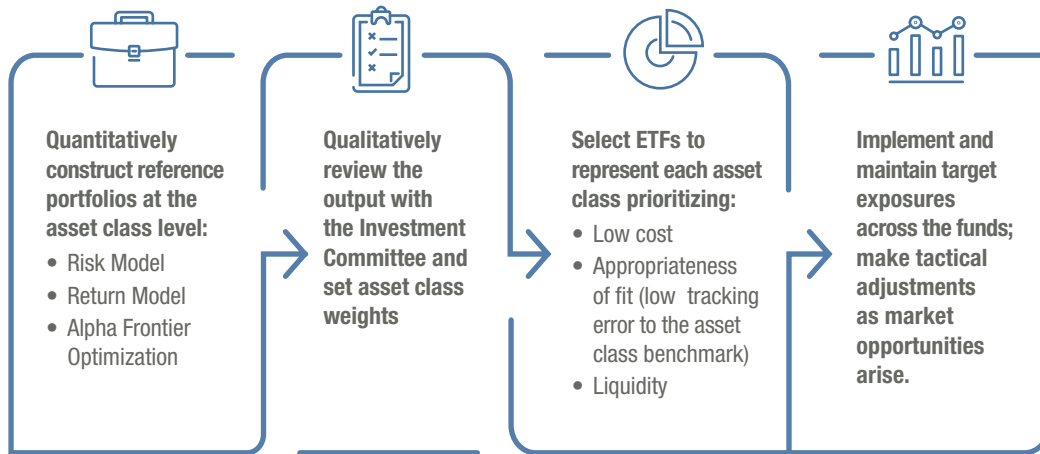 Quantitatively
construct reference
portfolios at the
asset class level:
• Risk Model
• Return Model
• Alpha Frontier
Optimization
Qualitatively
review the
output with
the Investment
Committee and
set asset class
weights
Select ETFs to
represent each asset
class prioritizing:
• Low cost
• Appropriateness
of fit (low tracking
error to the asset
class benchmark)
• Liquidity
Implement and
maintain target
exposures
across the funds;
make tactical
adjustments
as market
opportunities
arise.